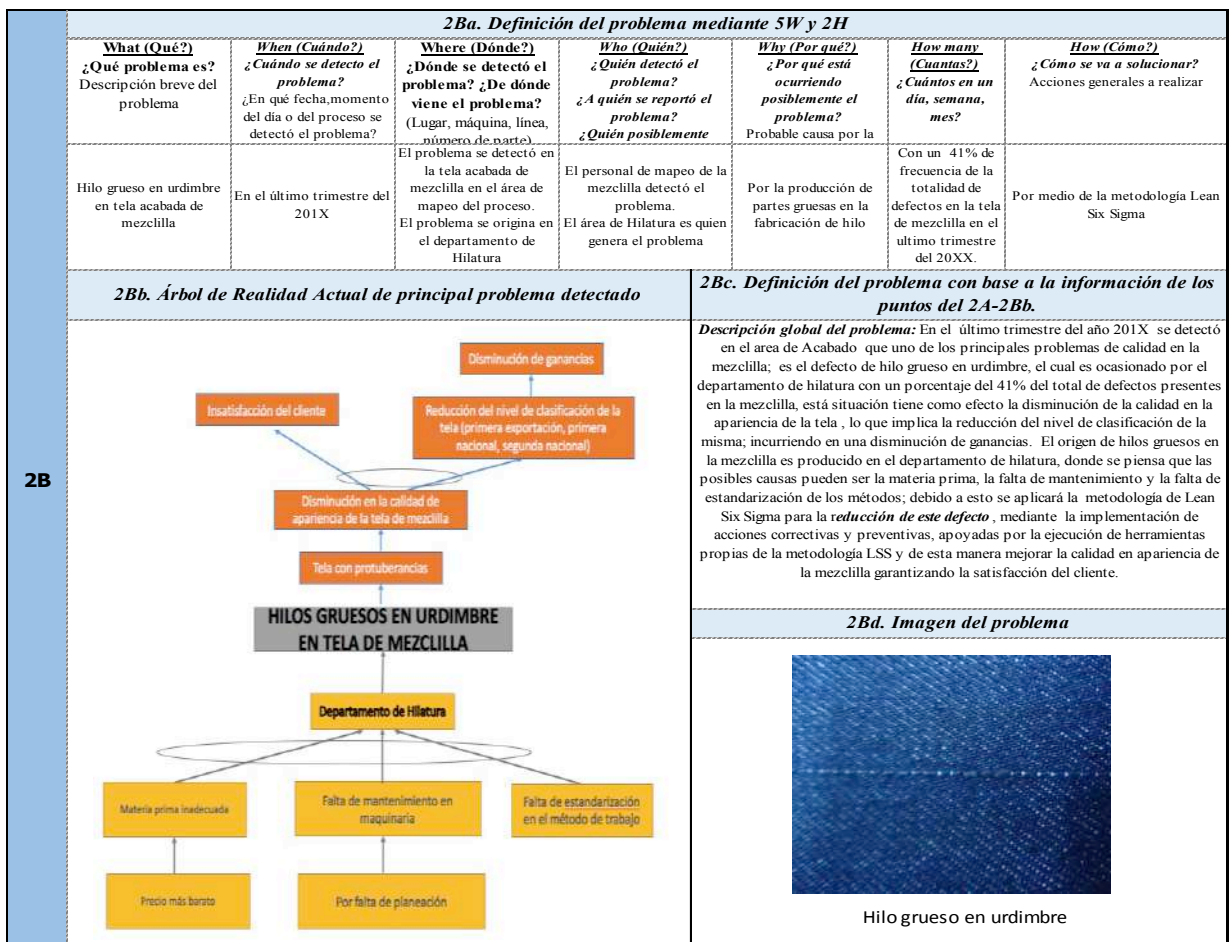 2Ba. Definición del problema mediante 5W y 2H
What (Qué?)
¿Qué problema es?
Descripción breve del
problema
When (Cuándo?)
¿Cuándo se detecto el
problema?
¿En qué fecha,momento
del día o del proceso se
detectó el problema?
Where (Dónde?)
¿Dónde se detectó el
problema? ¿De dónde
viene el problema?
(Lugar, máquina, línea,
número de parte)
Who (Quién?)
¿Quién detectó el
problema?
¿A quién se reportó el
problema?
¿Quién posiblemente
Why (Por qué?)
¿Por qué está
ocurriendo
posiblemente el
problema?
Probable causa por la
How many
(Cuantas?)
¿Cuántos en un
día, semana,
mes?
How (Cómo?)
¿Cómo se va a solucionar?
Acciones generales a realizar
Hilo grueso en urdimbre
en tela acabada de
mezclilla
En el último trimestre del
201X
El problema se detectó en
la tela acabada de
mezclilla en el área de
mapeo del proceso.
El problema se origina en
el departamento de
Hilatura
El personal de mapeo de la
mezclilla detectó el
problema.
El área de Hilatura es quien
genera el problema
Por la producción de
partes gruesas en la
fabricación de hilo
Con un 41% de
frecuencia de la
totalidad de
defectos en la tela
de mezclilla en el
ultimo trimestre
del 20XX.
Por medio de la metodología Lean
Six Sigma
2B
2Bb. Árbol de Realidad Actual de principal problema detectado
Disminución de ganancias
Insatisfacción del cliente
Reducción del nivel de clasificación de la
tela (primera exportación, primera
nacional, segunda nacional)
Disminución en la calidad de
apariencia de la tela de mezclilla
Tela con protuberancias
HILOS GRUESOS EN URDIMBRE
EN TELA DE MEZCLILLA
Departamento de Hilatura
Materia prima inadecuada
Falta de mantenimiento en
maquinaria
Falta de estandarización
en el método de trabajo
Precio más barato
Por falta de planeación
2Bc. Definición del problema con base a la información de los
puntos del 2A-2Bb.
Descripción global del problema: En el último trimestre del año 201X se detectó
en el area de Acabado que uno de los principales problemas de calidad en la
mezclilla; es el defecto de hilo grueso en urdimbre, el cual es ocasionado por el
departamento de hilatura con un porcentaje del 41% del total de defectos presentes
en la mezclilla, está situación tiene como efecto la disminución de la calidad en la
apariencia de la tela , lo que implica la reducción del nivel de clasificación de la
misma; incurriendo en una disminución de ganancias. El origen de hilos gruesos en
la mezclilla es producido en el departamento de hilatura, donde se piensa que las
posibles causas pueden ser la materia prima, la falta de mantenimiento y la falta de
estandarización de los métodos; debido a esto se aplicará la metodología de Lean
Six Sigma para la reducción de este defecto , mediante la implementación de
acciones correctivas y preventivas, apoyadas por la ejecución de herramientas
propias de la metodología LSS y de esta manera mejorar la calidad en apariencia de
la mezclilla garantizando la satisfacción del cliente.
2Bd. Imagen del problema
Hilo grueso en urdimbre